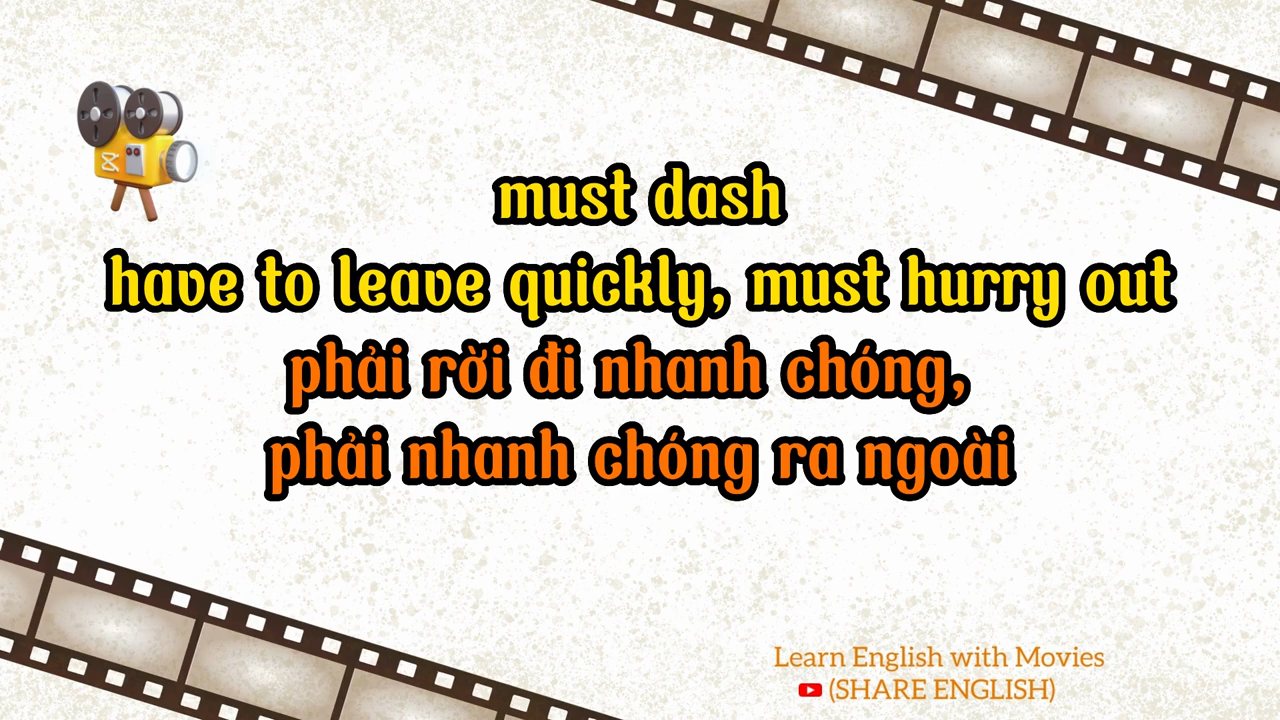 must dash
have to leave quickly, must hurry out
phải rời đi nhanh chóng,
phải nhanh chóng ra ngoài
Learn English with Movies
(SHARE ENGLISH)